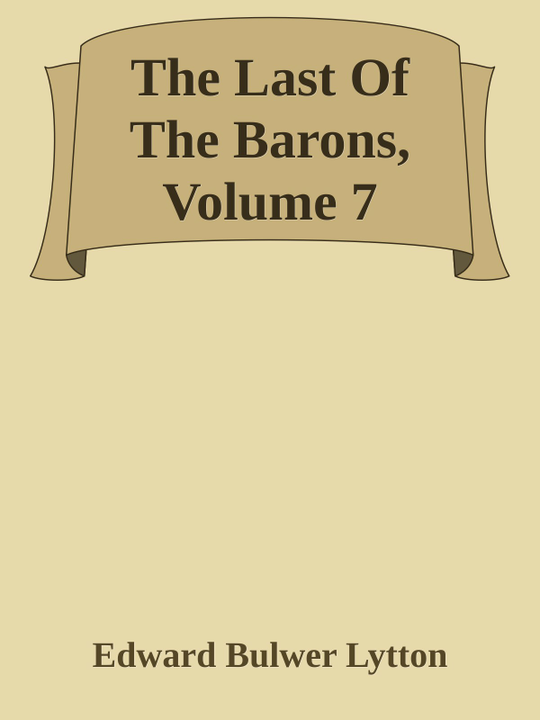 The Last Of
The Barons,
Volume 7
Edward Bulwer Lytton